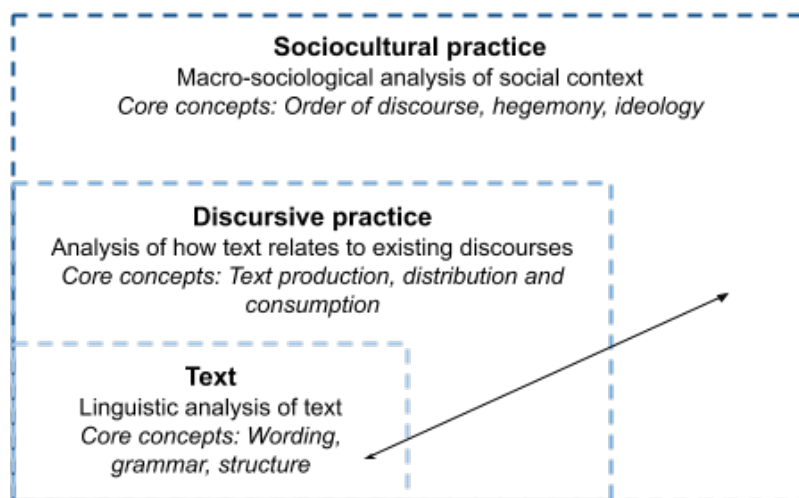 Sociocultural practice
Macro-sociological analysis of social context
Core concepts: Order of discourse, hegemony, ideology
Discursive practice
Analysis of how text relates to existing discourses
Core concepts: Text production, distribution and
consumption
Text
Linguistic analysis of text
Core concepts: Wording,
grammar, structure